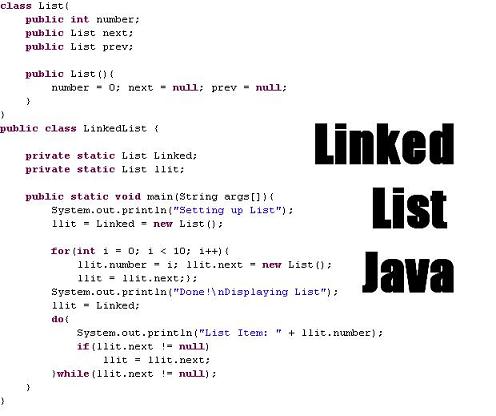 class List{
    public int number;
    public List next;
    public List prev;

    public List(){
        number = 0; next = null; prev = null;
    }
}
public class LinkedList {

    private static List Linked;
    private static List llit;

    public static void main(String args[]){
        System.out.println("Setting up List");
        llit = Linked = new List();

        for(int i = 0; i < 10; i++){
            llit.number = i; llit.next = new List();
            llit = llit.next;};
        System.out.println("Done!\nDisplaying List");
        llit = Linked;
        do{
            System.out.println("List Item: " + llit.number);
            if(llit.next != null)
                llit = llit.next;
        }while(llit.next != null);
    }
}
Linked
List
Java